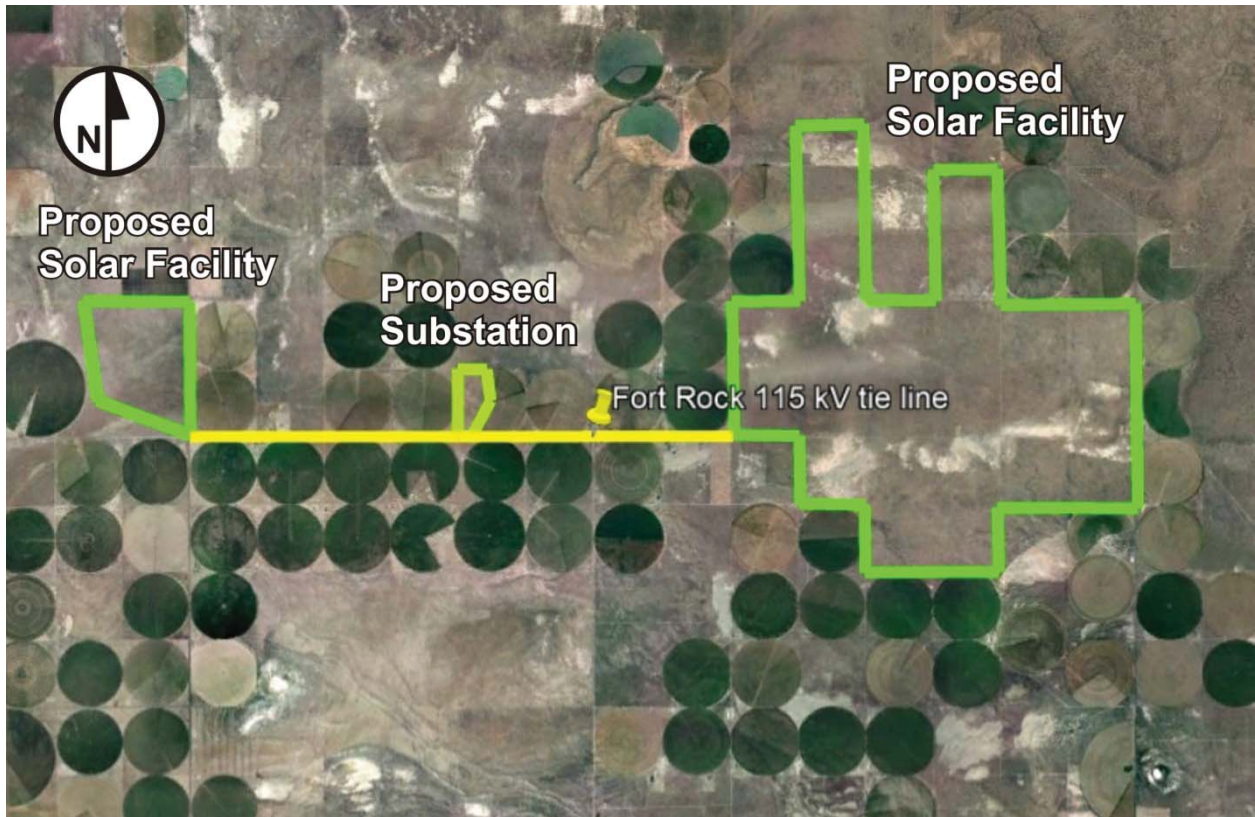 N
Proposed
Solar Facility
Proposed
Solar Facility
Proposed
Substation
Fort Rock 115 kV tie line